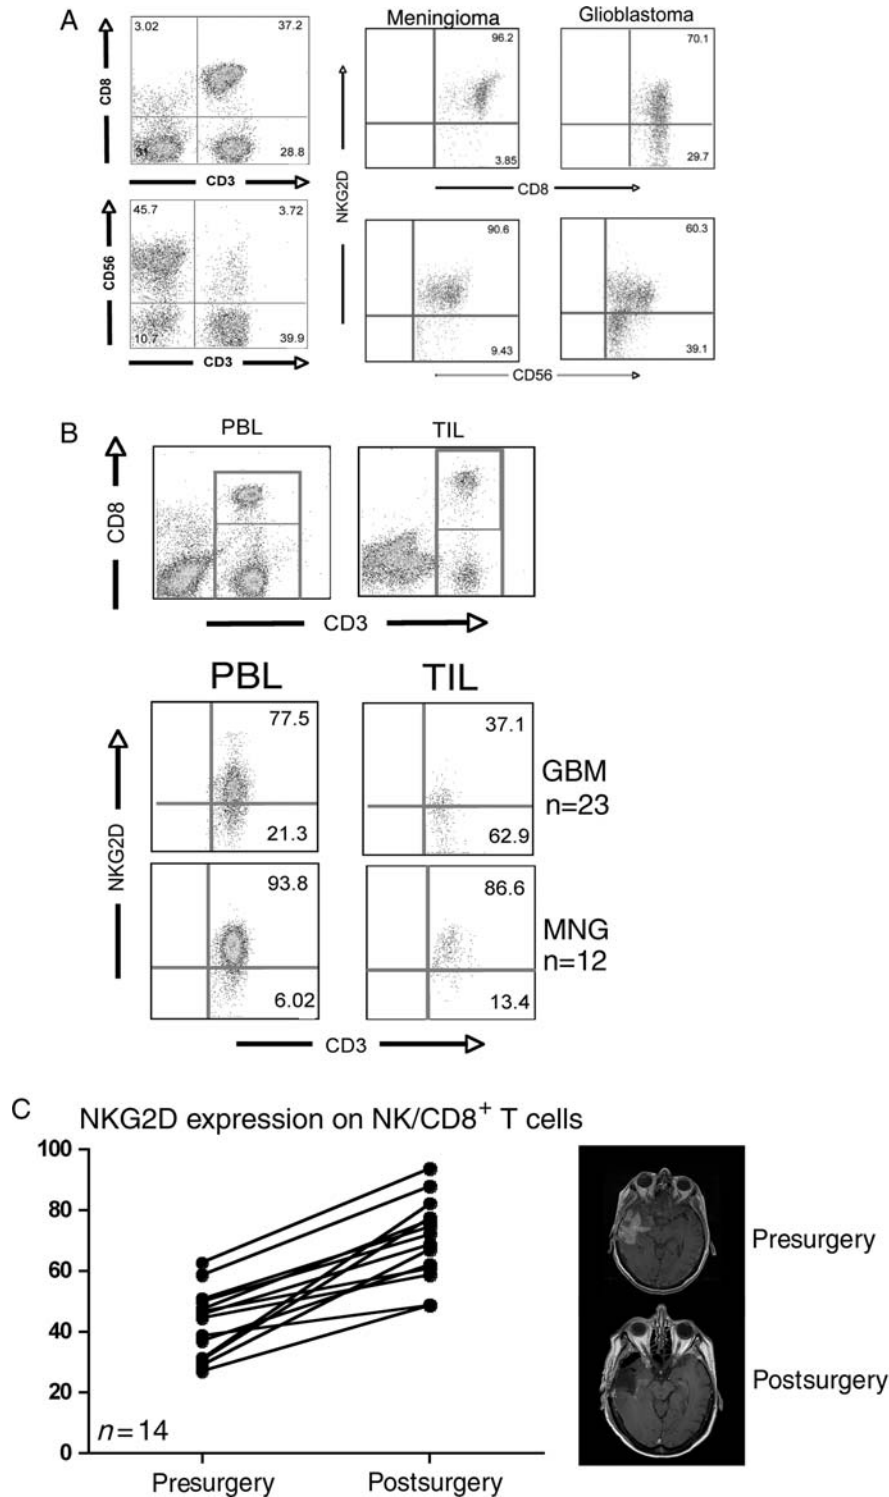 A
Meningioma
Glioblastoma
3.02
37.2
CD8
31
28.8
CD3
96.2
3.85
70.1
29.7
CD8
NKG2D
45.7
3.72
CD56
10.7
39.9
CD3
90.6
9.43
60.3
39.1
CD56
B
PBL
TIL
CD8
CD3
PBL
TIL
77.5
21.3
37.1
62.9
GBM
n=23
NKG2D
93.8
6.02
86.6
13.4
MNG
n=12
CD3
C
NKG2D expression on NK/CD8⁺ T cells
100
80
60
40
20
0
n=14
Presurgery
Postsurgery
Presurgery
Postsurgery